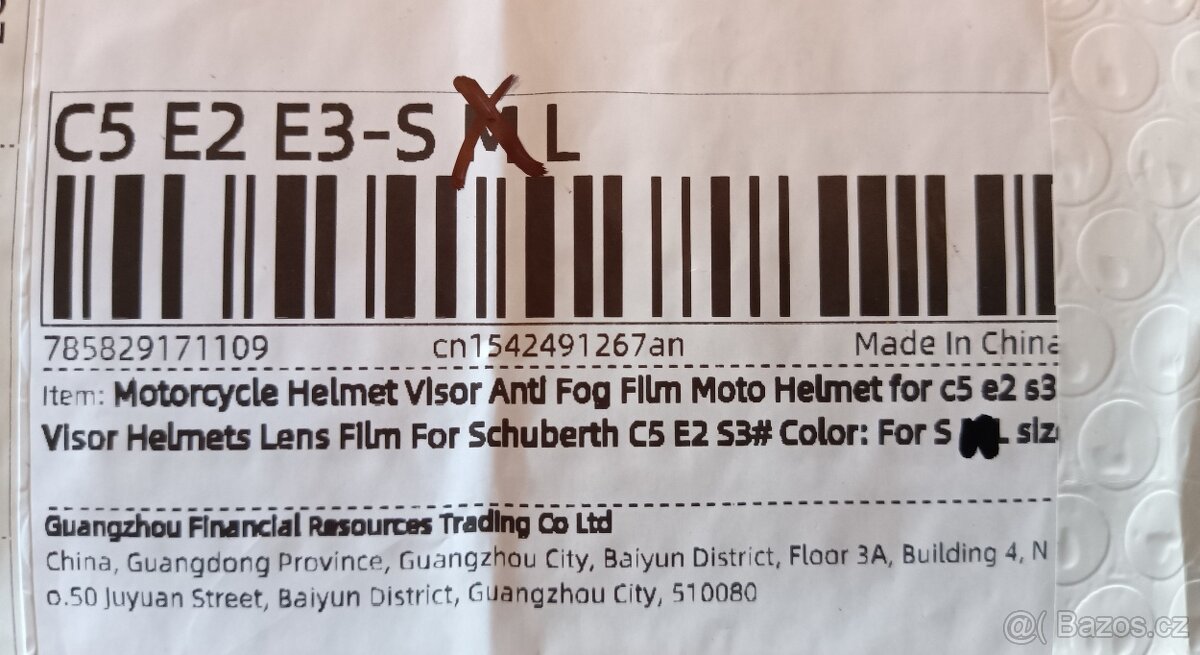 C5 E2 E3-S M L
785829171109 cn1542491267an Made In China
Item: Motorcycle Helmet Visor Anti Fog Film Moto Helmet for c5 e2 s3
Visor Helmets Lens Film For Schuberth C5 E2 S3# Color: For S L size
Guangzhou Financial Resources Trading Co Ltd
China, Guangdong Province, Guangzhou City, Baiyun District, Floor 3A, Building 4, N
o.50 Juyuan Street, Baiyun District, Guangzhou City, 510080
@( Bazos.cz